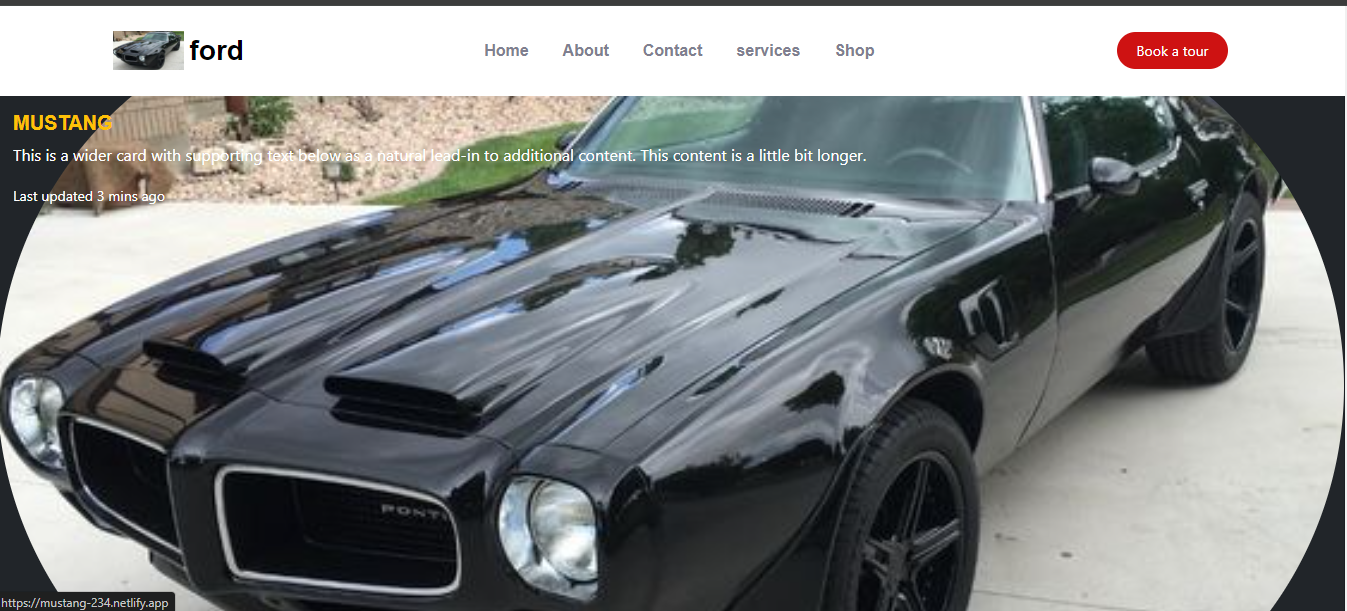 ford
Home About Contact services Shop
Book a tour
MUSTANG
This is a wider card with supporting text below as a natural lead-in to additional content. This content is a little bit longer.
Last updated 3 mins ago
PONTI
https://mustang-234.netlify.app